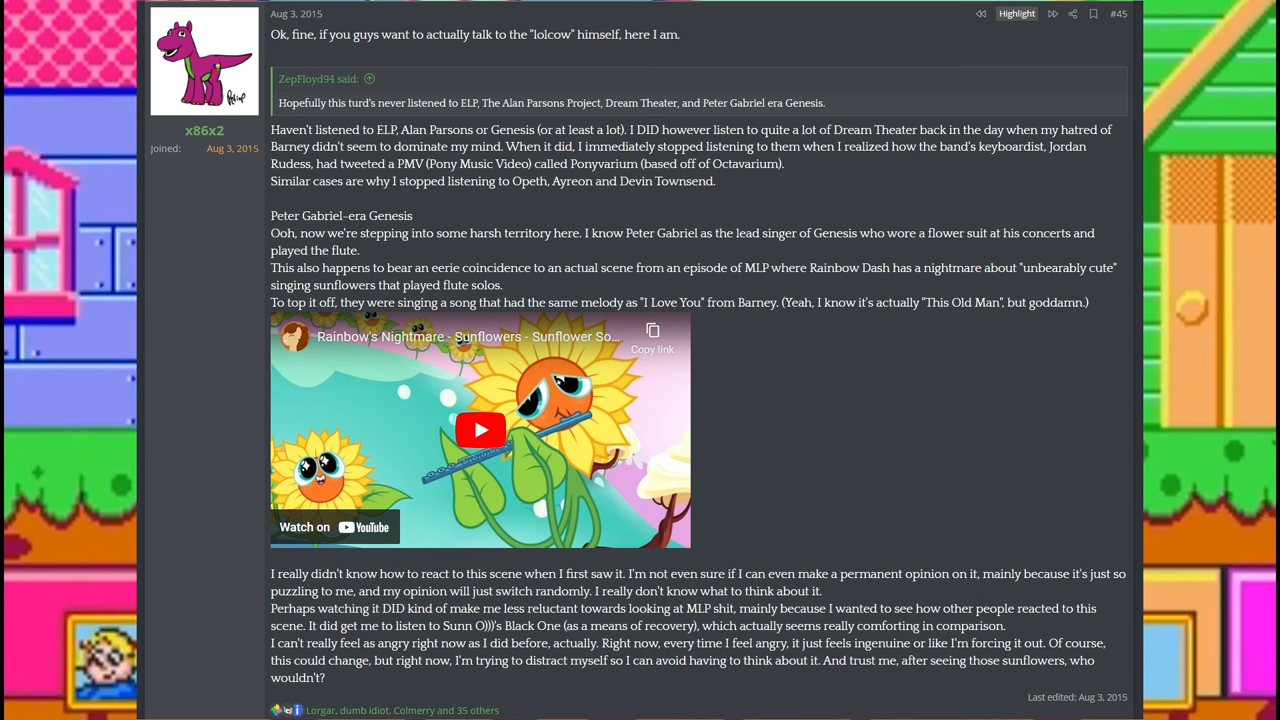 Aug 3, 2015
Highlight
#45
Ok, fine, if you guys want to actually talk to the "lolcow" himself, here I am.
x86x2
Joined: Aug 3, 2015
ZepFloyd94 said:
Hopefully this turd's never listened to ELP, The Alan Parsons Project, Dream Theater, and Peter Gabriel era Genesis.
Haven't listened to ELP, Alan Parsons or Genesis (or at least a lot). I DID however listen to quite a lot of Dream Theater back in the day when my hatred of
Barney didn't seem to dominate my mind. When it did, I immediately stopped listening to them when I realized how the band's keyboardist, Jordan
Rudess, had tweeted a PMV (Pony Music Video) called Ponyvarium (based off of Octavarium).
Similar cases are why I stopped listening to Opeth, Ayreon and Devin Townsend.
Peter Gabriel-era Genesis
Ooh, now we're stepping into some harsh territory here. I know Peter Gabriel as the lead singer of Genesis who wore a flower suit at his concerts and
played the flute.
This also happens to bear an eerie coincidence to an actual scene from an episode of MLP where Rainbow Dash has a nightmare about "unbearably cute"
singing sunflowers that played flute solos.
To top it off, they were singing a song that had the same melody as "I Love You" from Barney. (Yeah, I know it's actually "This Old Man", but goddamn.)
Rainbow's Nightmare - Sunflowers - Sunflower So...
Copy link
Watch on YouTube
I really didn't know how to react to this scene when I first saw it. I'm not even sure if I can even make a permanent opinion on it, mainly because it's just so
puzzling to me, and my opinion will just switch randomly. I really don't know what to think about it.
Perhaps watching it DID kind of make me less reluctant towards looking at MLP shit, mainly because I wanted to see how other people reacted to this
scene. It did get me to listen to Sunn O)))'s Black One (as a means of recovery), which actually seems really comforting in comparison.
I can't really feel as angry right now as I did before, actually. Right now, every time I feel angry, it just feels ingenuine or like I'm forcing it out. Of course,
this could change, but right now, I'm trying to distract myself so I can avoid having to think about it. And trust me, after seeing those sunflowers, who
wouldn't?
Last edited: Aug 3, 2015
Lorgar, dumb idiot, Colmerry and 35 others